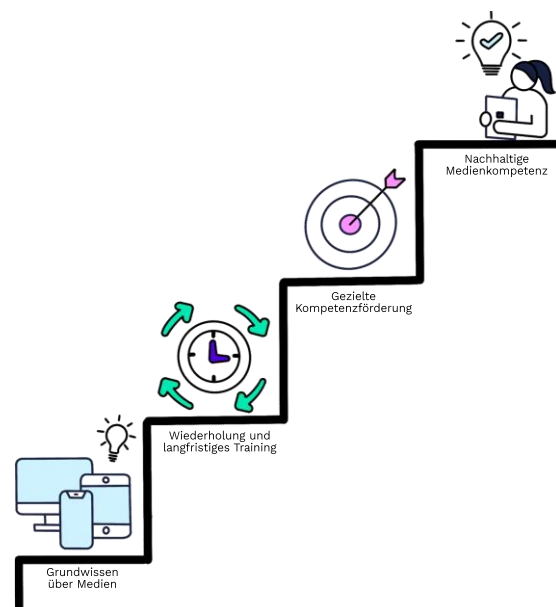 Nachhaltige
Medienkompetenz
Gezielte
Kompetenzförderung
Wiederholung und
langfristiges Training
Grundwissen
über Medien